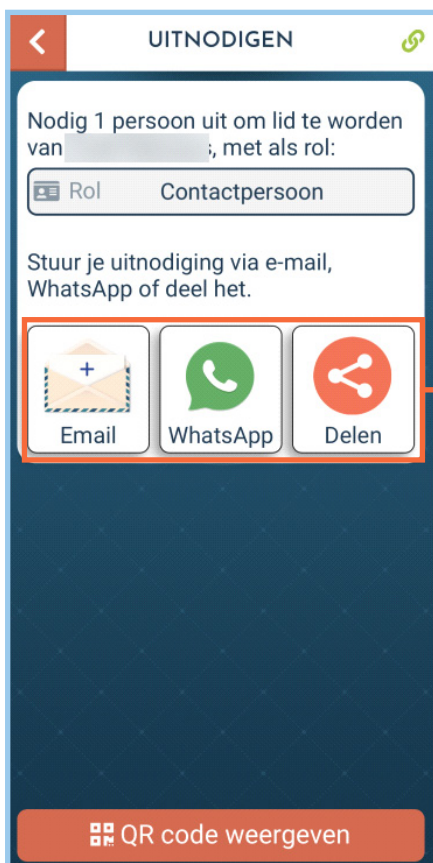 UITNODIGEN
Nodig 1 persoon uit om lid te worden
van , met als rol:
Rol Contactpersoon
Stuur je uitnodiging via e-mail,
WhatsApp of deel het.
Email WhatsApp Delen
QR code weergeven